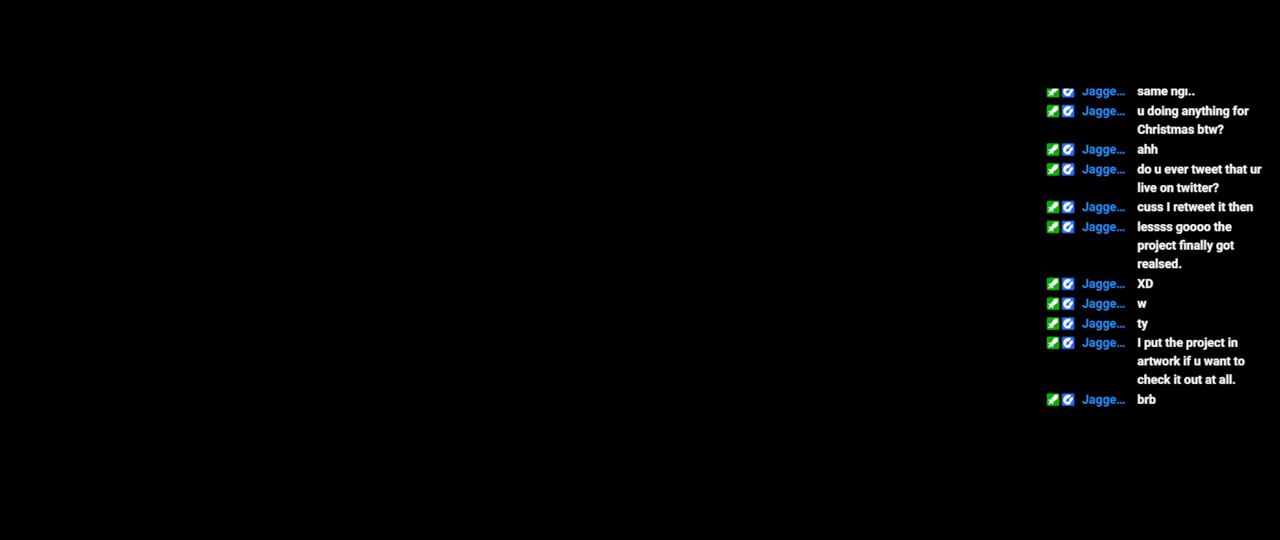 Jagge... same ngl..
Jagge... u doing anything for
Christmas btw?
Jagge... ahh
Jagge... do u ever tweet that ur
live on twitter?
Jagge... cuss I retweet it then
Jagge... lessss goooo the
project finally got
realsed.
Jagge... XD
Jagge... w
Jagge... ty
Jagge... I put the project in
artwork if u want to
check it out at all.
Jagge... brb